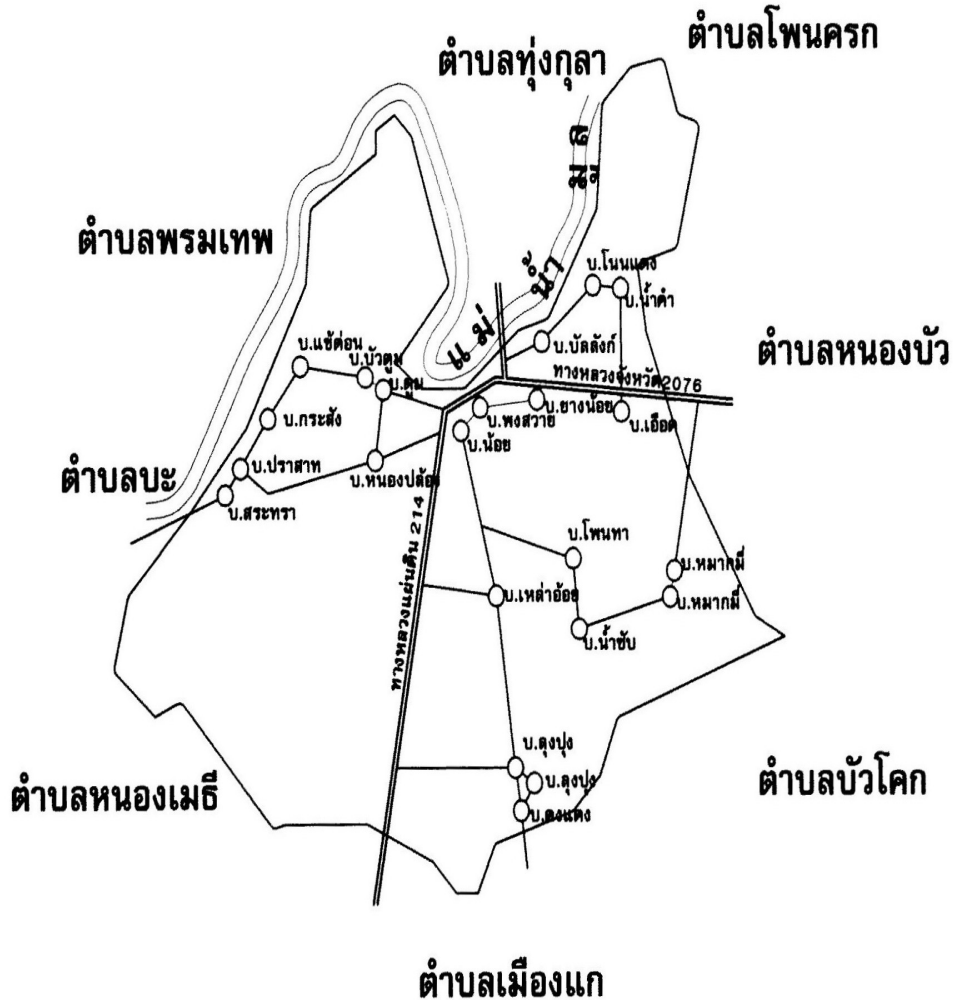 ตำบลโพนครก
ตำบลทุ่งกุลา
แม่น้ำมูล
ตำบลพรมเทพ
บ.โนนแดง
บ.น้ำคำ
บ.บัลลังก์
ตำบลหนองบัว
บ.แข้ด่อน
บ.บัวตูม
บ.ตูม
ทางหลวงจังหวัด2076
บ.ยางน้อย
บ.พงสวาย
บ.เอือด
บ.กระสัง
บ.น้อย
ตำบลบะ
บ.ปราสาท
บ.หนองปล้อง
บ.สระทรา
ทางหลวงแผ่นดิน 214
บ.โพนทา
บ.หมากมี่
บ.เหล่าอ้อย
บ.หมากมี่
บ.น้ำซับ
บ.ลุงปุง
บ.ลุงปุง
บ.ดงแดง
ตำบลหนองเมธี
ตำบลบัวโคก
ตำบลเมืองแก